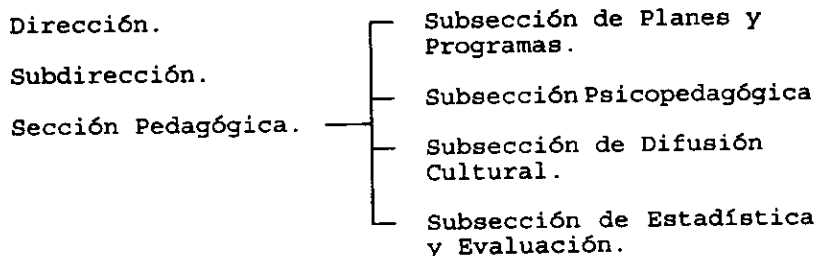 Dirección.
Subdirección.
Sección Pedagógica.
Subsección de Planes y
Programas.
Subsección Psicopedagógica
Subsección de Difusión
Cultural.
Subsección de Estadística
y Evaluación.